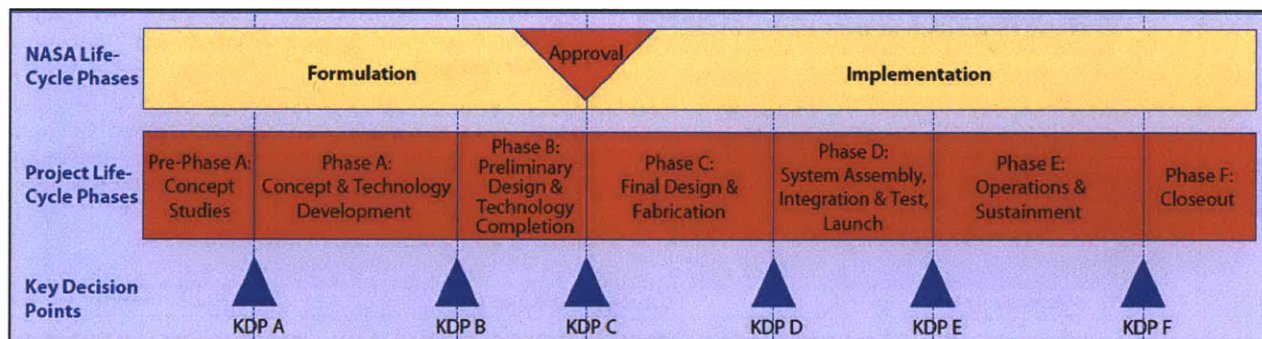 NASA Life-
Cycle Phases
Formulation
Approval
Implementation
Project Life-
Cycle Phases
Pre-Phase A:
Concept
Studies
Phase A:
Concept & Technology
Development
Phase B:
Preliminary
Design &
Technology
Completion
Phase C:
Final Design &
Fabrication
Phase D:
System Assembly,
Integration & Test,
Launch
Phase E:
Operations &
Sustainment
Phase F:
Closeout
Key Decision
Points
KDP A
KDP B
KDP C
KDP D
KDP E
KDP F